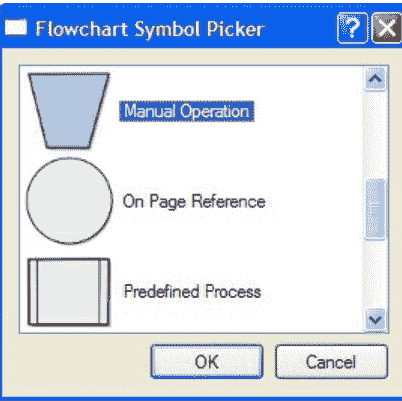 Flowchart Symbol Picker
?
Manual Operation
On Page Reference
Predefined Process
OK
Cancel